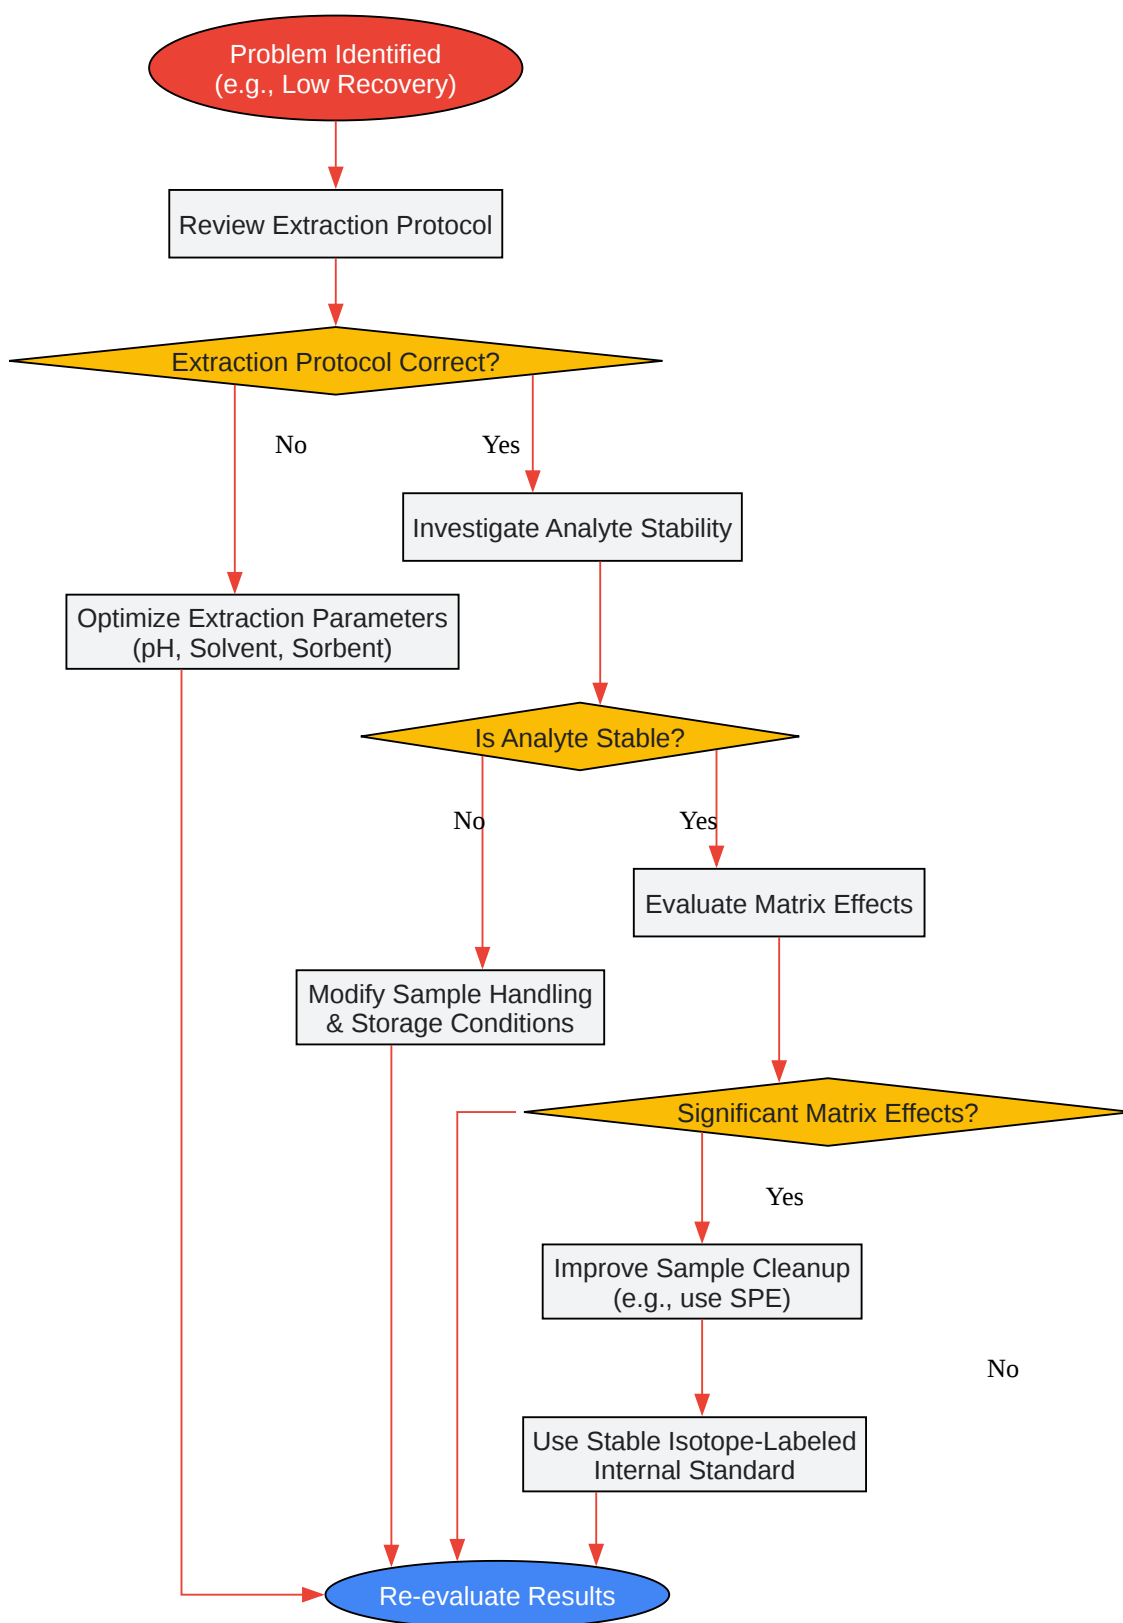 Problem Identified
(e.g., Low Recovery)
Review Extraction Protocol
Extraction Protocol Correct?
No
Yes
Investigate Analyte Stability
Optimize Extraction Parameters
(pH, Solvent, Sorbent)
Is Analyte Stable?
No
Yes
Evaluate Matrix Effects
Modify Sample Handling
& Storage Conditions
Significant Matrix Effects?
Yes
Improve Sample Cleanup
(e.g., use SPE)
No
Use Stable Isotope-Labeled
Internal Standard
Re-evaluate Results